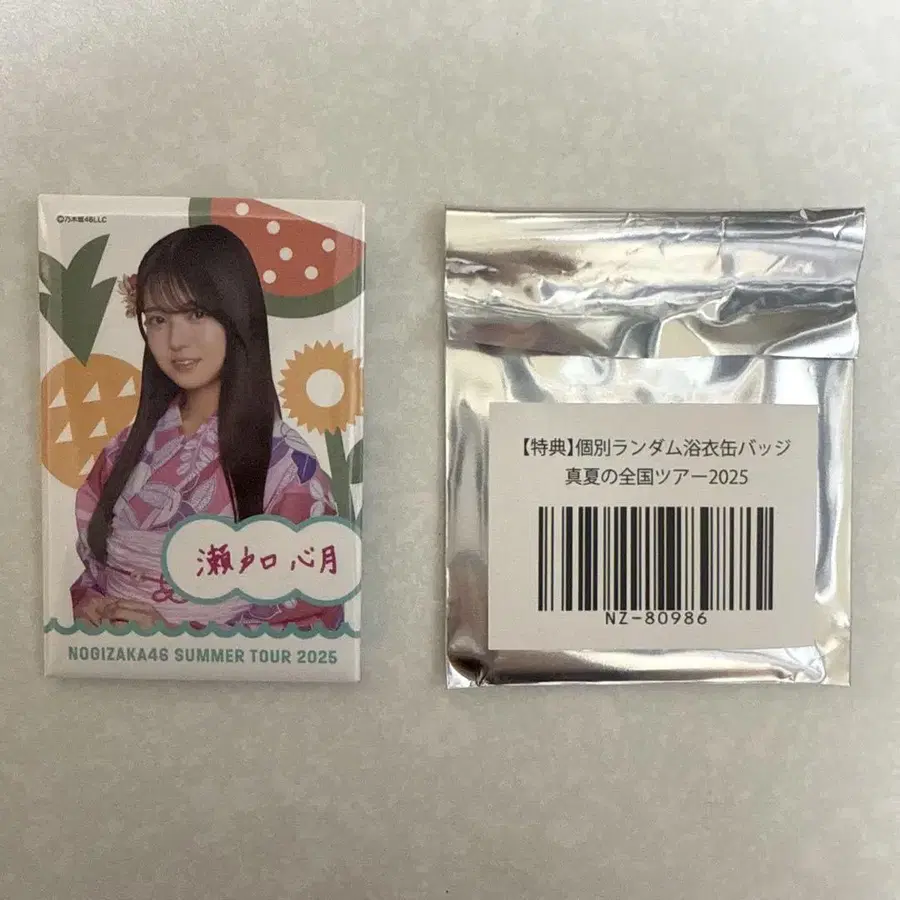 ©乃木坂46LLC
瀬戸口 心月
NOGIZAKA46 SUMMER TOUR 2025
【特典】個別ランダム浴衣缶バッジ
真夏の全国ツアー2025
NZ-80986